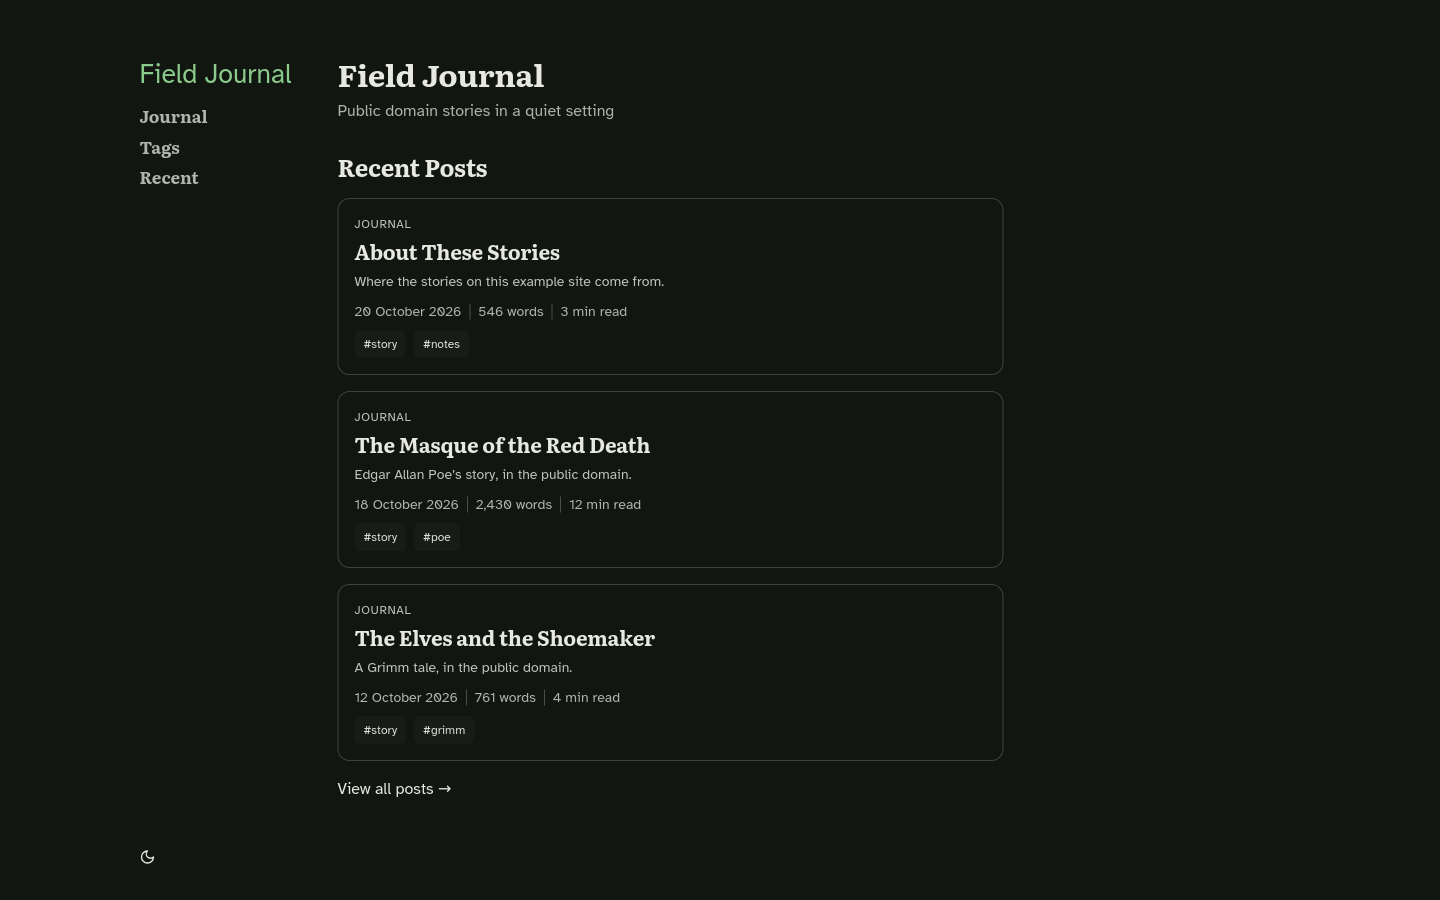 Field Journal
Journal
Tags
Recent
Field Journal
Public domain stories in a quiet setting
Recent Posts
JOURNAL
About These Stories
Where the stories on this example site come from.
20 October 2026 | 546 words | 3 min read
#story #notes
JOURNAL
The Masque of the Red Death
Edgar Allan Poe's story, in the public domain.
18 October 2026 | 2,430 words | 12 min read
#story #poe
JOURNAL
The Elves and the Shoemaker
A Grimm tale, in the public domain.
12 October 2026 | 761 words | 4 min read
#story #grimm
View all posts →